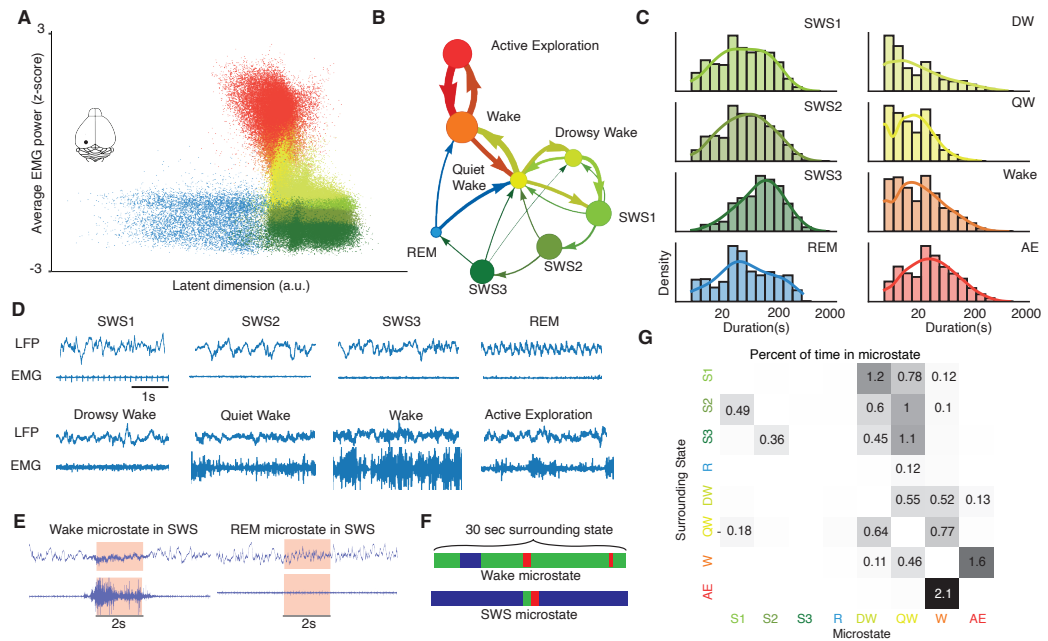 A
3
Average EMG power (z-score)
-3
Latent dimension (a.u.)
B
Active Exploration
Wake
Drowsy Wake
Quiet
Wake
SWS1
REM
SWS2
SWS3
C
SWS1
DW
SWS2
QW
SWS3
Wake
REM
AE
Density
20 200 2000
20 200 2000
Duration(s)
Duration(s)
D
SWS1 SWS2 SWS3 REM
LFP
EMG
1s
Drowsy Wake Quiet Wake Wake Active Exploration
LFP
EMG
E
Wake microstate in SWS
REM microstate in SWS
2s
2s
F
30 sec surrounding state
Wake microstate
SWS microstate
G
Percent of time in microstate
Surrounding State
S1 1.2 0.78 0.12
S2 0.49 0.6 1 0.1
S3 0.36 0.45 1.1
R 0.12
DW 0.55 0.52 0.13
QW - 0.18 0.64 0.77
W 0.11 0.46 1.6
AE 2.1
S1 S2 S3 R DW QW W AE
Microstate